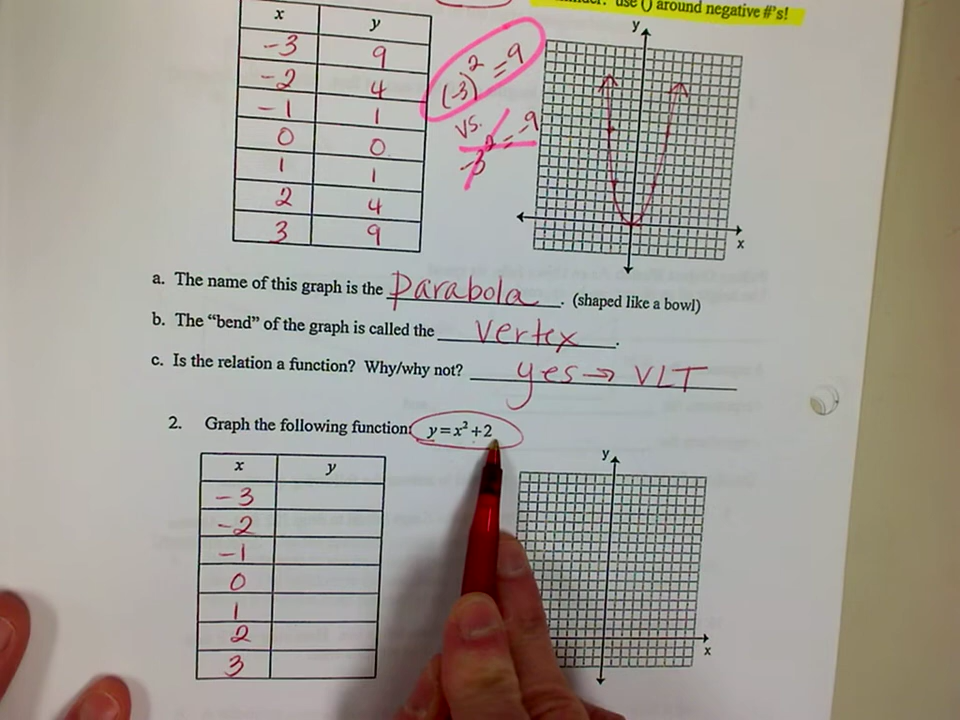 use () around negative #'s!
x y
-3 9
-2 4
-1 1
0 0
1 1
2 4
3 9
(-3)² = 9
vs.
-3² = -9
y
x
a. The name of this graph is the parabola. (shaped like a bowl)
b. The "bend" of the graph is called the vertex.
c. Is the relation a function? Why/why not? yes → VLT
2. Graph the following function: y = x² + 2
x y
-3
-2
-1
0
1
2
3
y
x